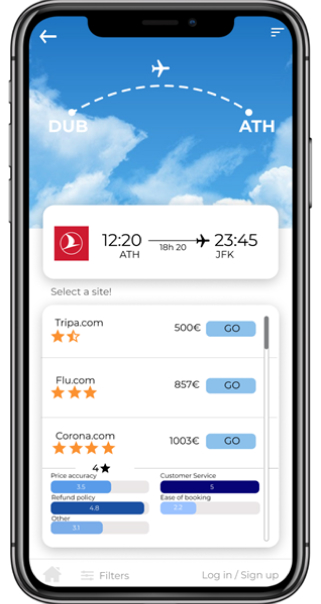 DUB ATH
12:20 23:45
18h 20
ATH JFK
Select a site!
Tripa.com 500€ GO
Flu.com 857€ GO
Corona.com 1003€ GO
4★
Price accuracy Customer Service
3.5 5
Refund policy Ease of booking
4.8 2.2
Other
3.1
Filters Log in / Sign up